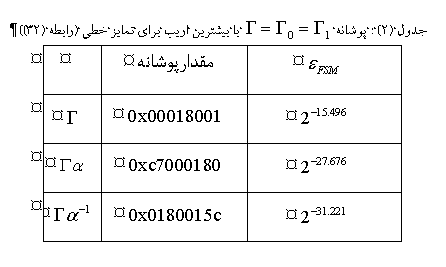 جدول (۲): پوشانه Γ = Γ₀ = Γ₁ با بیشترین اریب برای تمایز خطی (رابطه (۳۲)) ¶
¤ ¤ مقدار پوشانه ¤ ε_FSM ¤
¤ Γ ¤ 0x00018001 ¤ 2^−15.496 ¤
¤ Γα ¤ 0xc7000180 ¤ 2^−27.676 ¤
¤ Γα⁻¹ ¤ 0x0180015c ¤ 2^−31.221 ¤